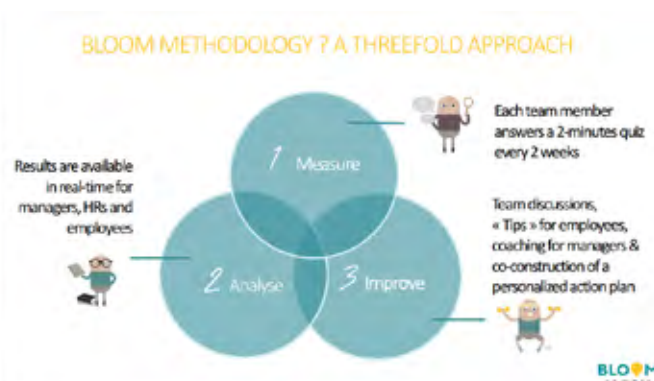 BLOOM METHODOLOGY ? A THREEFOLD APPROACH
1 Measure
Each team member
answers a 2-minutes quiz
every 2 weeks
Results are available
in real-time for
managers, HRs and
employees
2 Analyse
3 Improve
Team discussions,
« Tips » for employees,
coaching for managers &
co-construction of a
personalized action plan
BLOOM